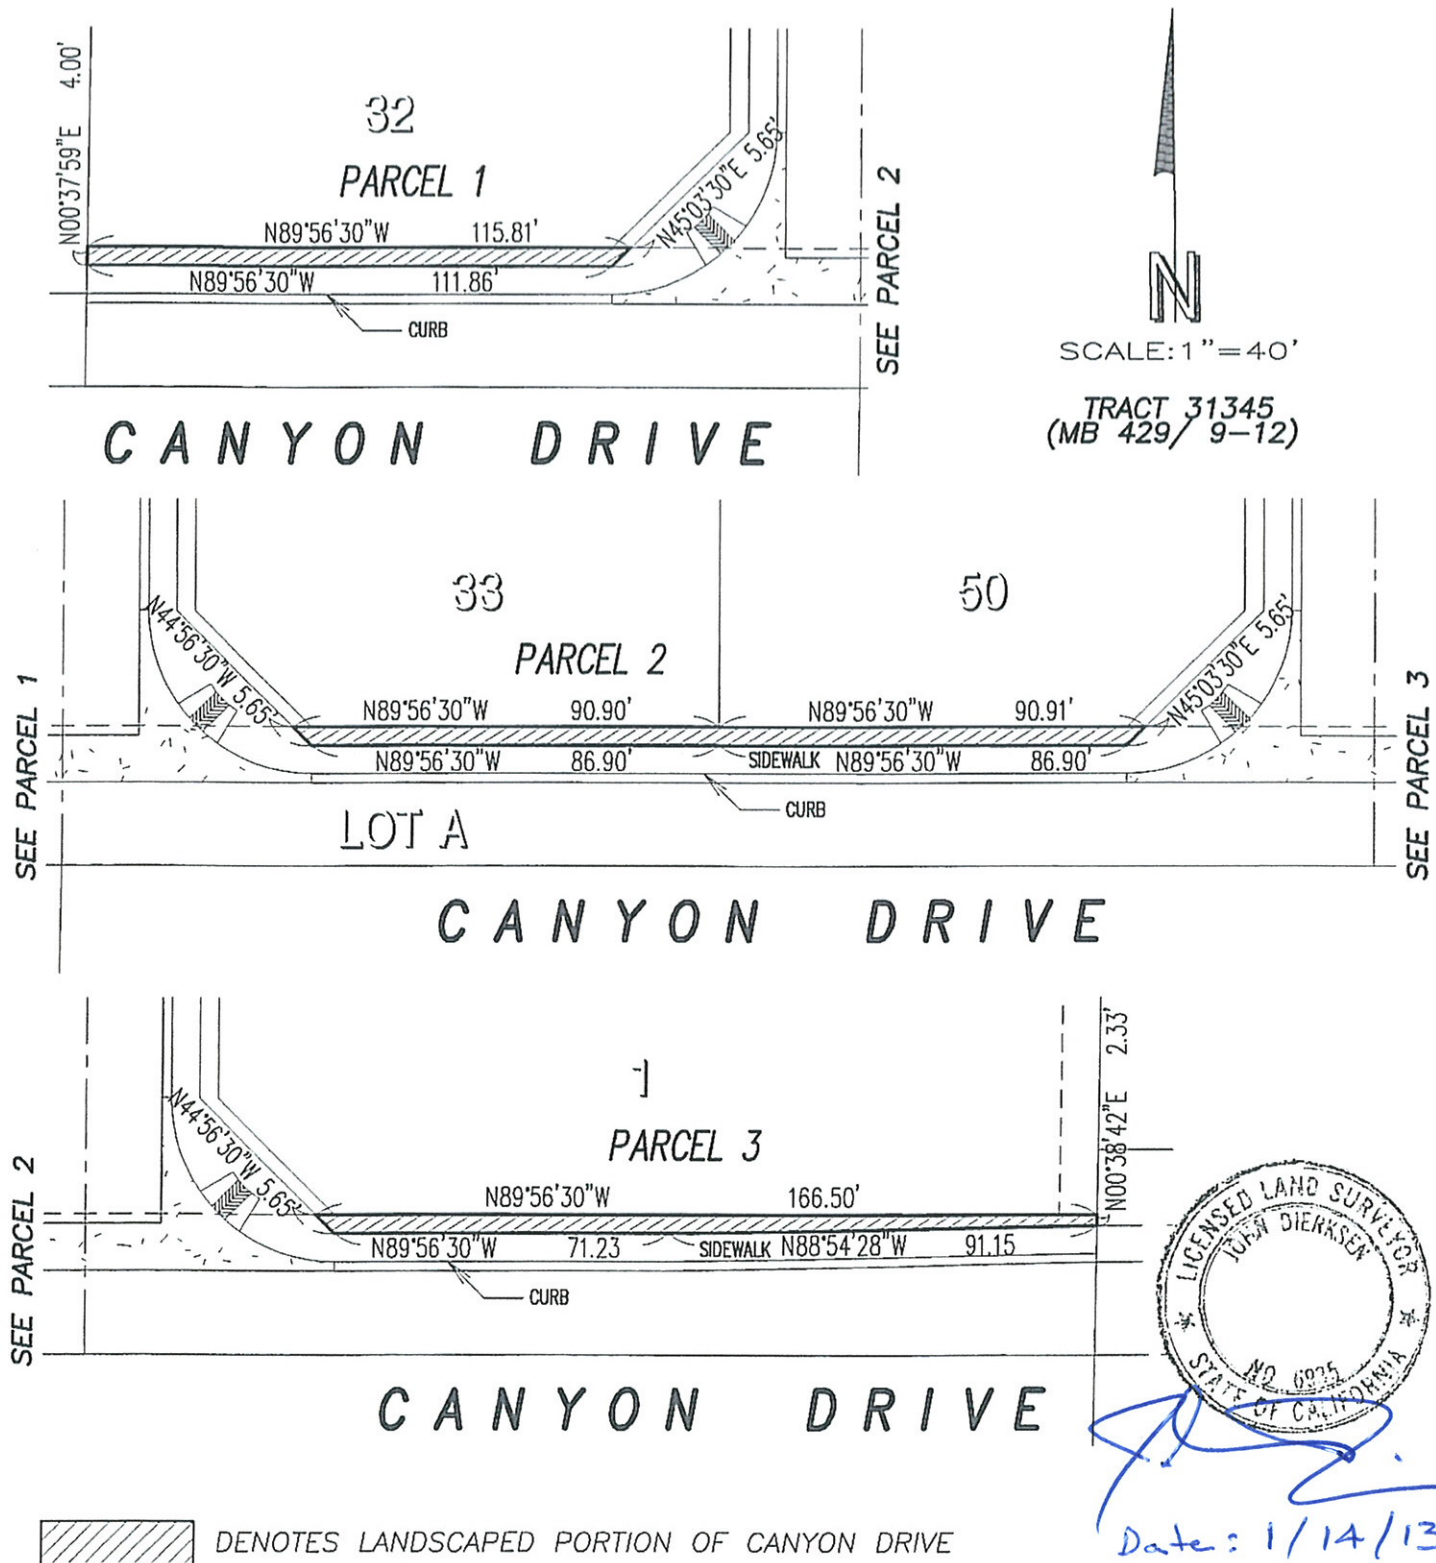 N00°37'59"E 4.00'
32
PARCEL 1
N89°56'30"W 115.81'
N45°03'30"E 5.65'
N89°56'30"W 111.86'
CURB
SEE PARCEL 2
CANYON DRIVE
N
SCALE: 1"=40'
TRACT 31345
(MB 429/ 9-12)
33
50
PARCEL 2
N44°56'30"W 5.65'
N89°56'30"W 90.90'
N89°56'30"W 90.91'
N45°03'30"E 5.65'
N89°56'30"W 86.90'
SIDEWALK N89°56'30"W 86.90'
CURB
LOT A
SEE PARCEL 1
SEE PARCEL 3
CANYON DRIVE
1
PARCEL 3
N44°56'30"W 5.65'
N89°56'30"W 166.50'
N00°38'42"E 2.33'
N89°56'30"W 71.23
SIDEWALK N88°54'28"W 91.15
CURB
SEE PARCEL 2
CANYON DRIVE
LICENSED LAND SURVEYOR
JOHN DIERKSEN
NO
STATE OF CALIFORNIA
Date: 1/14/13
DENOTES LANDSCAPED PORTION OF CANYON DRIVE